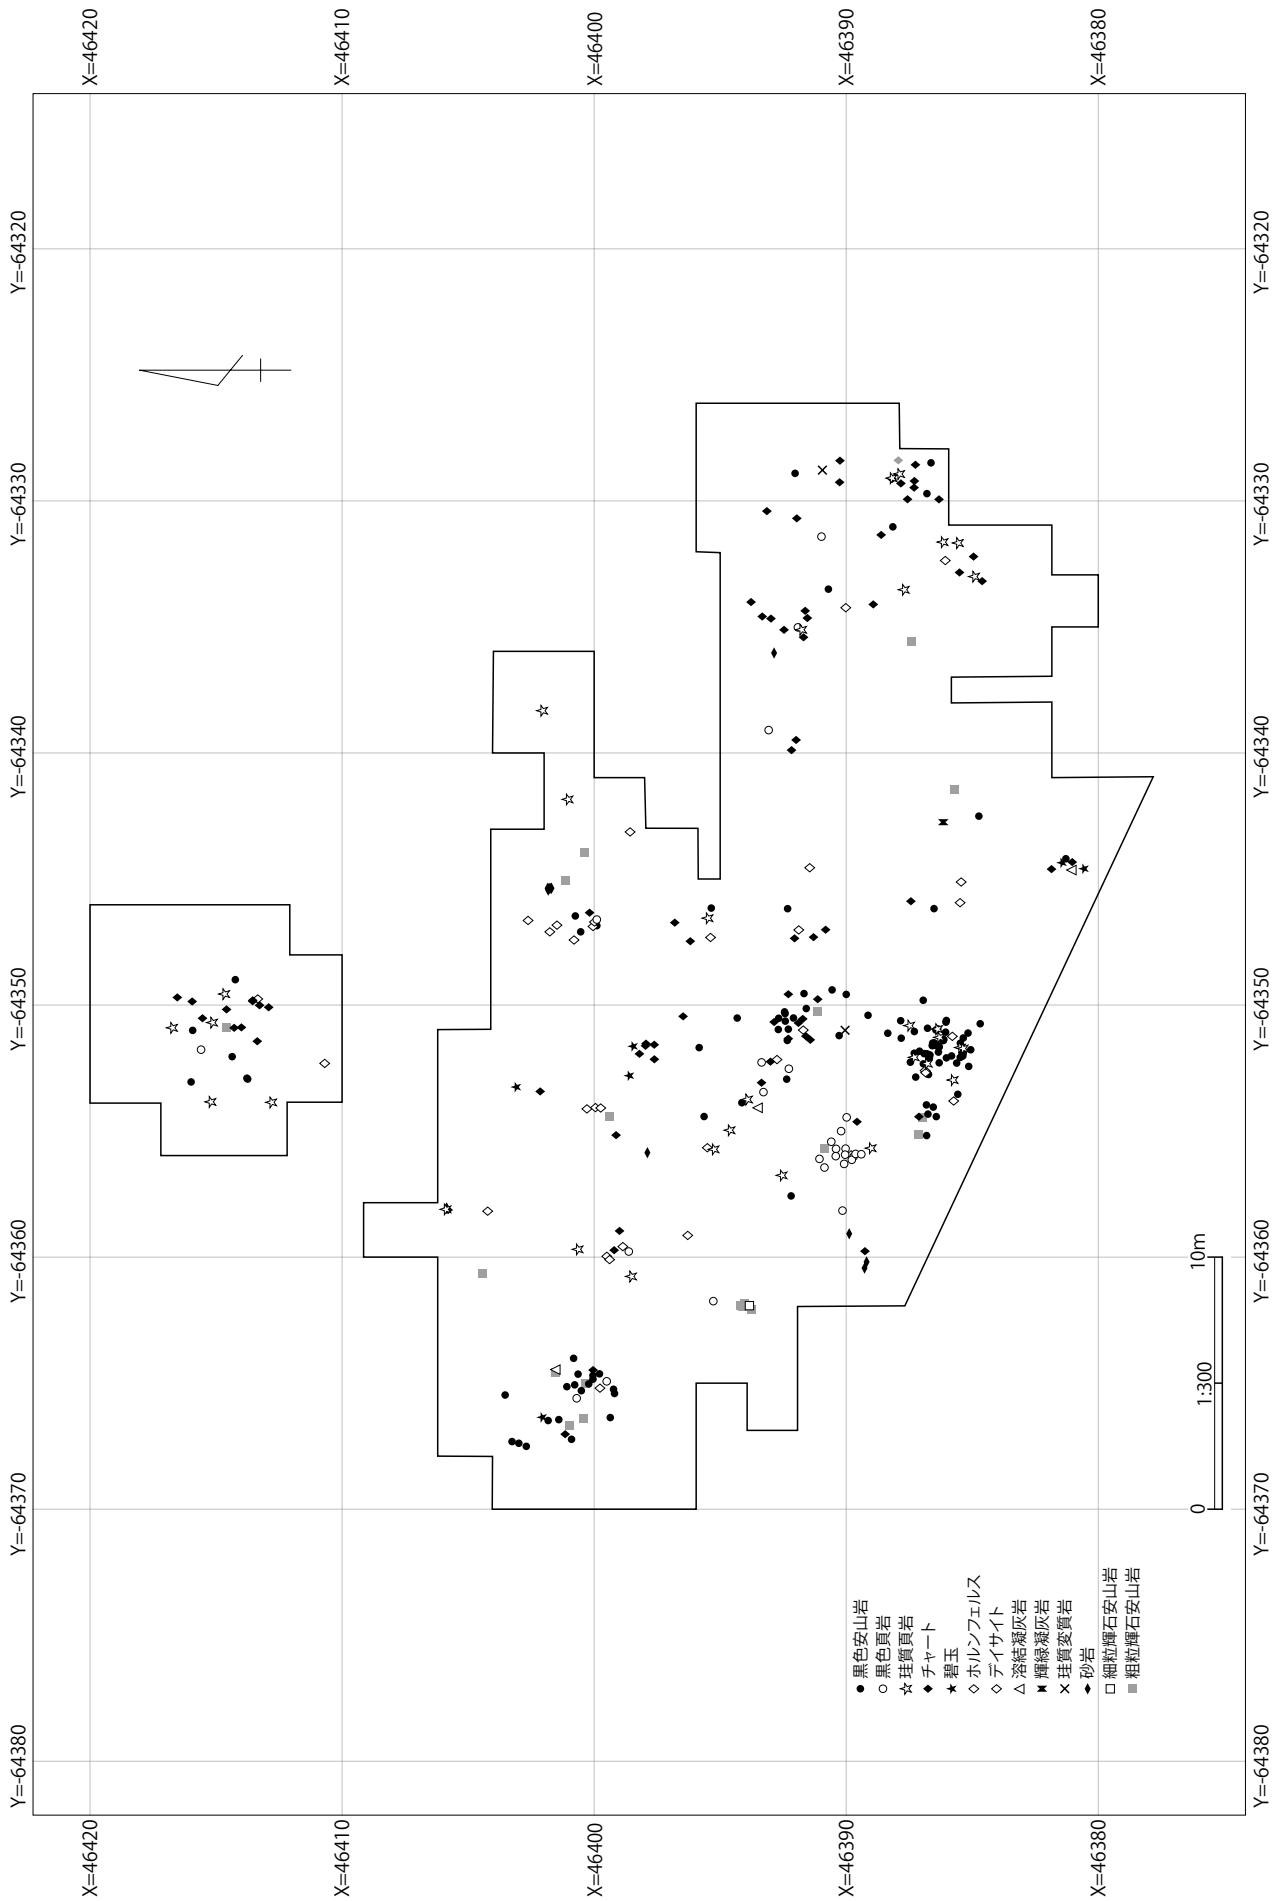 X=46420
X=46410
X=46400
X=46390
X=46380
Y=-64320
Y=-64320
Y=-64330
Y=-64330
Y=-64340
Y=-64340
Y=-64350
Y=-64350
Y=-64360
Y=-64360
Y=-64370
Y=-64370
Y=-64380
Y=-64380
0
1:300
10m
黒色安山岩
黒色頁岩
珪質頁岩
チャート
碧玉
ホルンフェルス
デイサイト
溶結凝灰岩
輝緑凝灰岩
珪質変質岩
砂岩
細粒輝石安山岩
粗粒輝石安山岩
X=46420
X=46410
X=46400
X=46390
X=46380